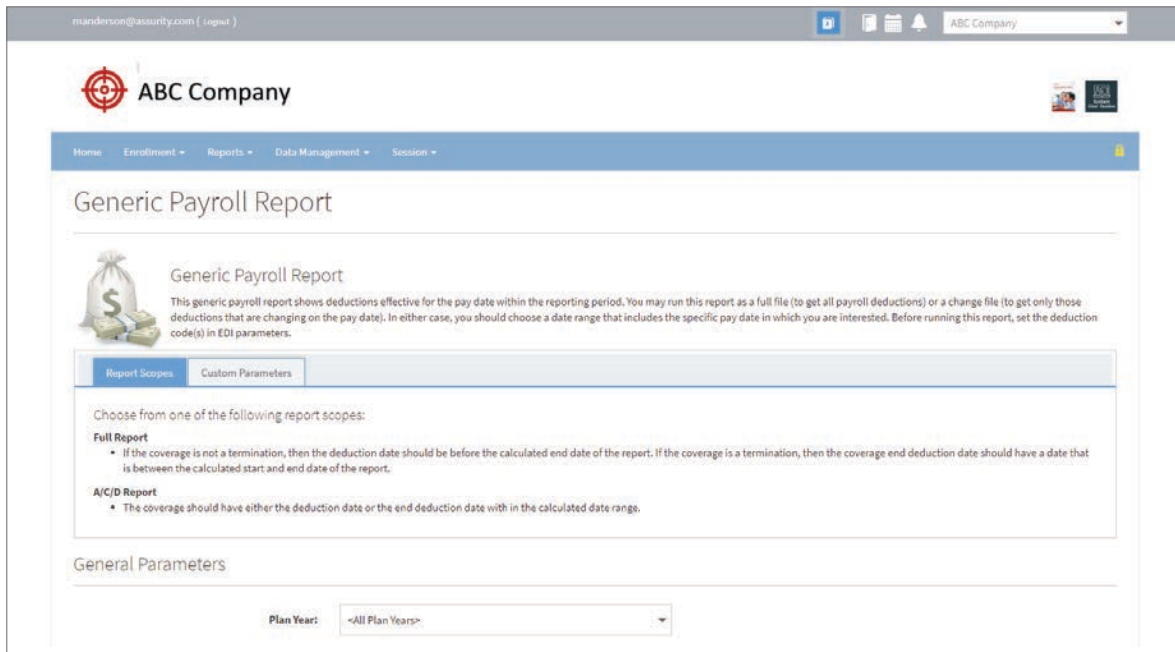 manderson@assurity.com ( Logout )
ABC Company
ABC Company
Home Enrollment Reports Data Management Session
Generic Payroll Report
Generic Payroll Report
This generic payroll report shows deductions effective for the pay date within the reporting period. You may run this report as a full file (to get all payroll deductions) or a change file (to get only those
deductions that are changing on the pay date). In either case, you should choose a date range that includes the specific pay date in which you are interested. Before running this report, set the deduction
code(s) in EDI parameters.
Report Scopes Custom Parameters
Choose from one of the following report scopes:
Full Report
• If the coverage is not a termination, then the deduction date should be before the calculated end date of the report. If the coverage is a termination, then the coverage end deduction date should have a date that
is between the calculated start and end date of the report.
A/C/D Report
• The coverage should have either the deduction date or the end deduction date with in the calculated date range.
General Parameters
Plan Year: <All Plan Years>